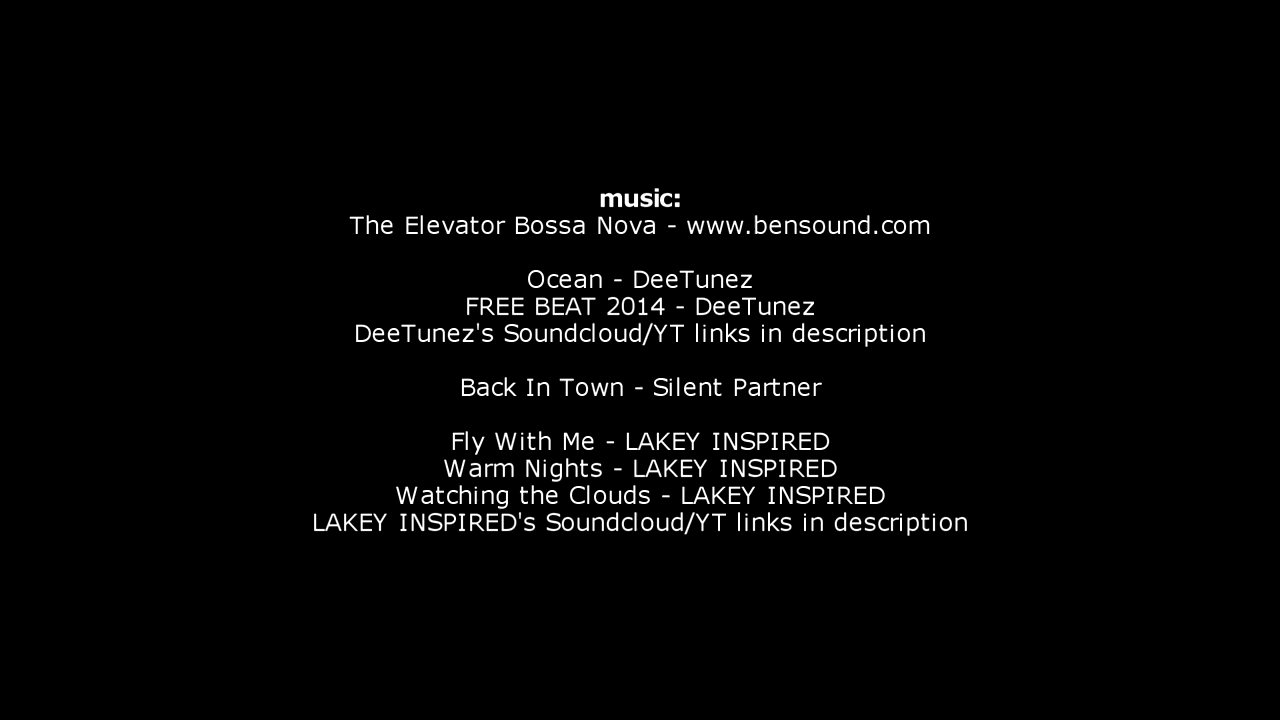 music:
The Elevator Bossa Nova - www.bensound.com
Ocean - DeeTunez
FREE BEAT 2014 - DeeTunez
DeeTunez's Soundcloud/YT links in description
Back In Town - Silent Partner
Fly With Me - LAKEY INSPIRED
Warm Nights - LAKEY INSPIRED
Watching the Clouds - LAKEY INSPIRED
LAKEY INSPIRED's Soundcloud/YT links in description